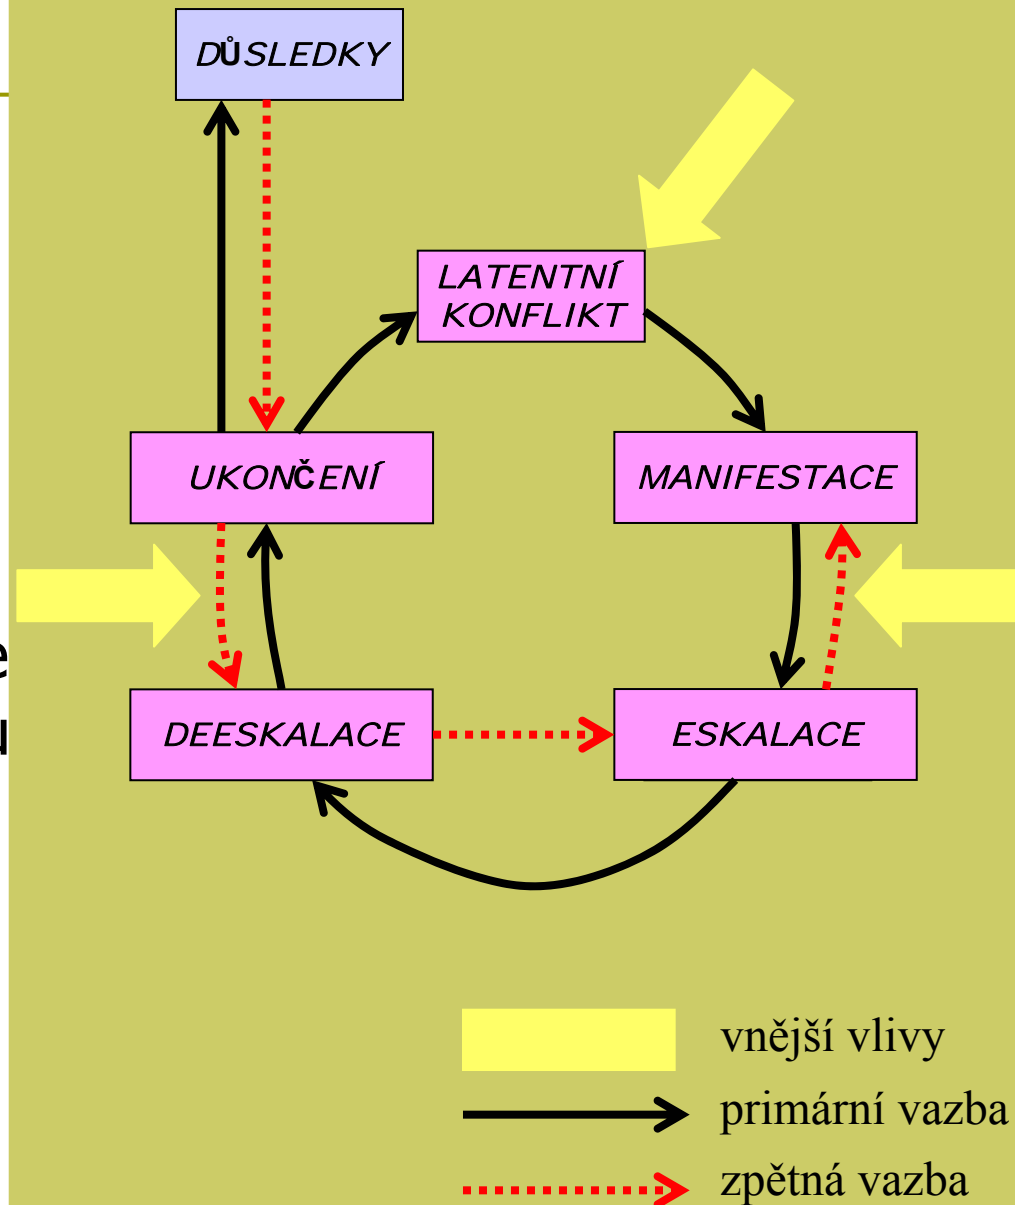 DŮSLEDKY
LATENTNÍ
KONFLIKT
UKONČENÍ
MANIFESTACE
DEESKALACE
ESKALACE
vnější vlivy
primární vazba
zpětná vazba